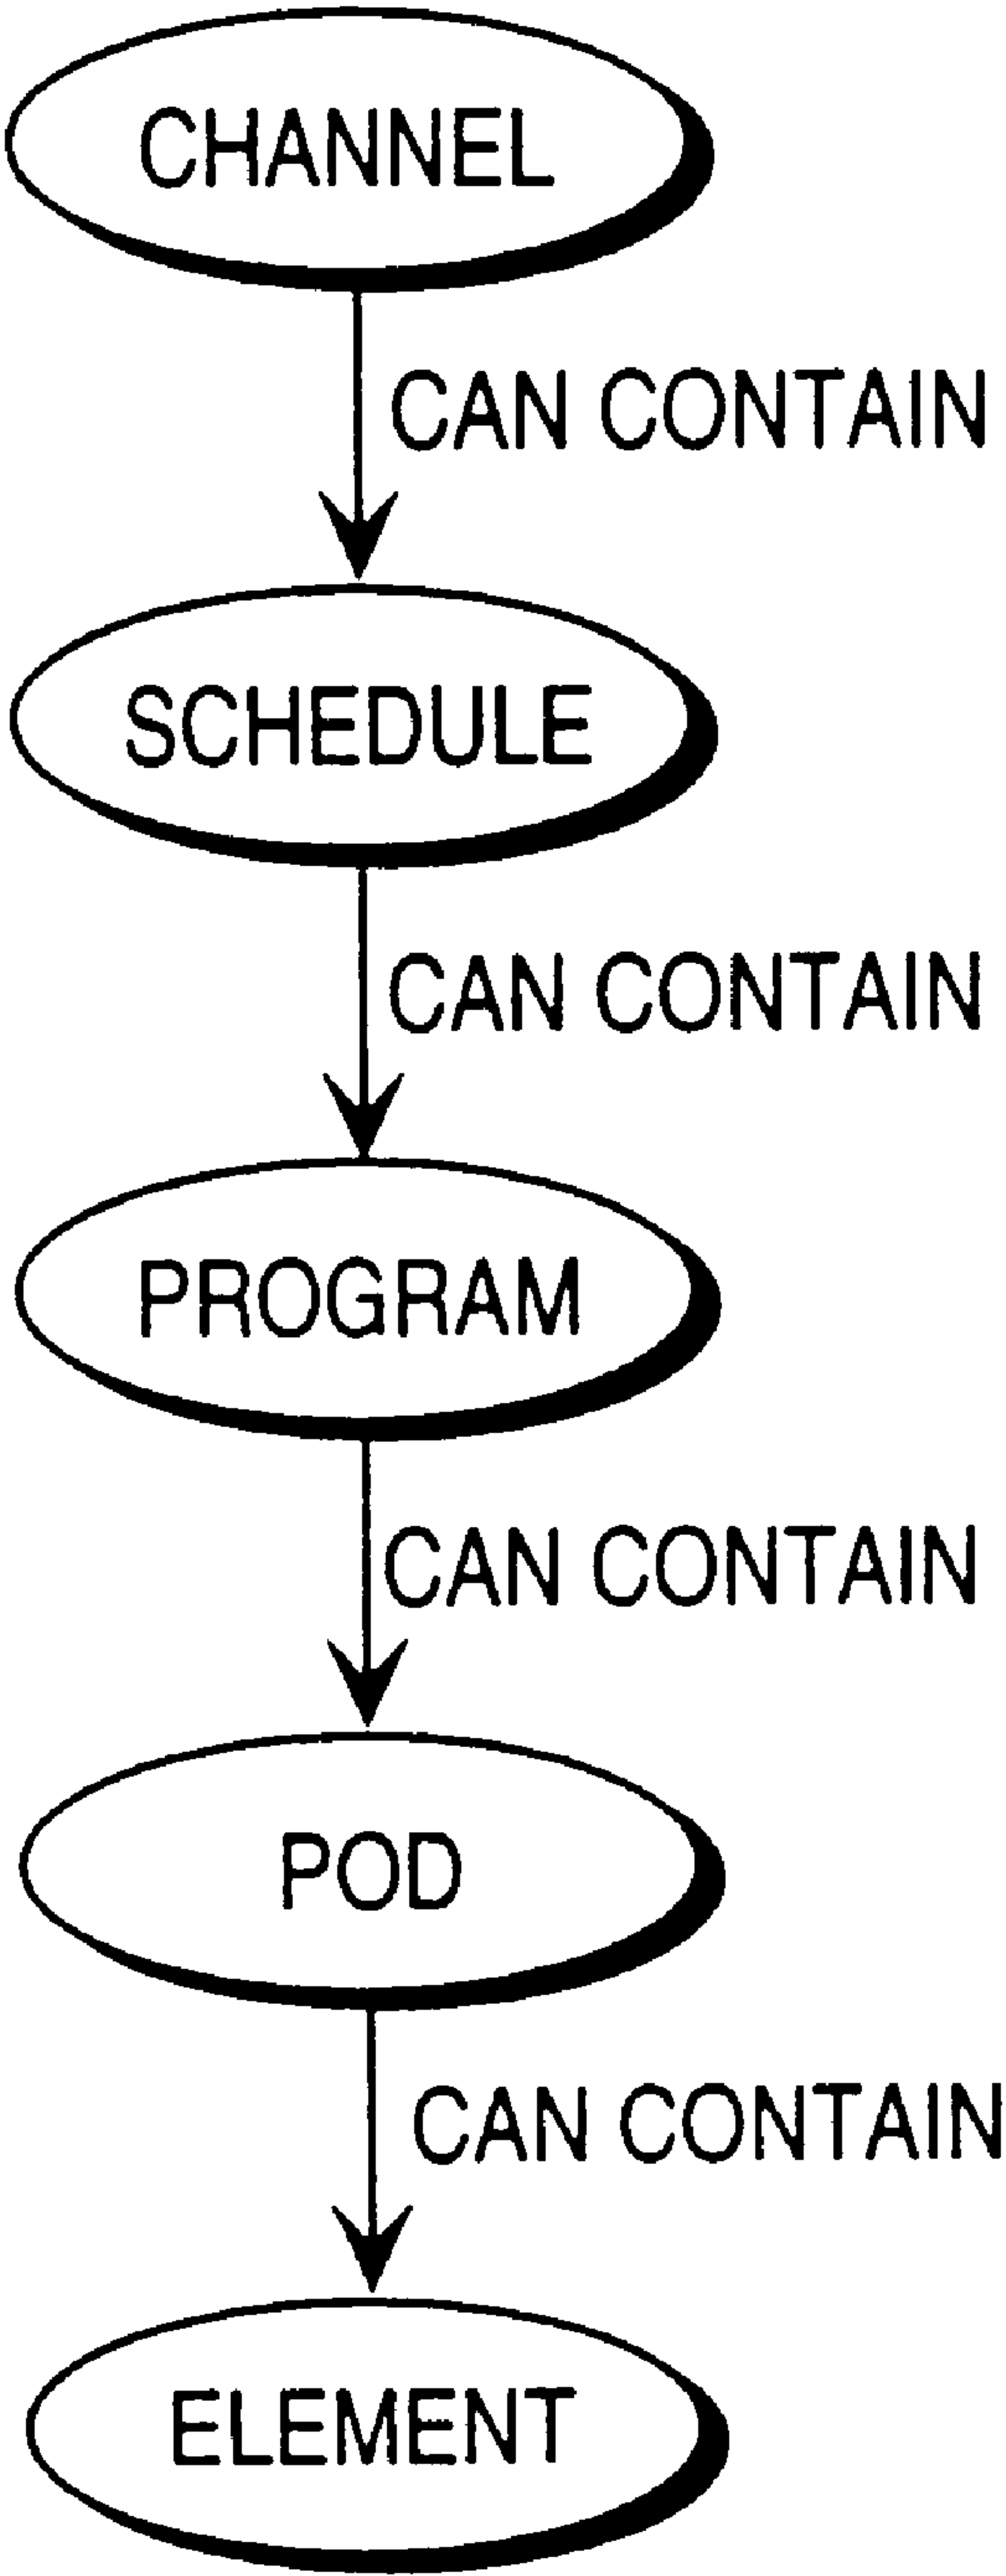 CHANNEL
CAN CONTAIN
SCHEDULE
CAN CONTAIN
PROGRAM
CAN CONTAIN
POD
CAN CONTAIN
ELEMENT